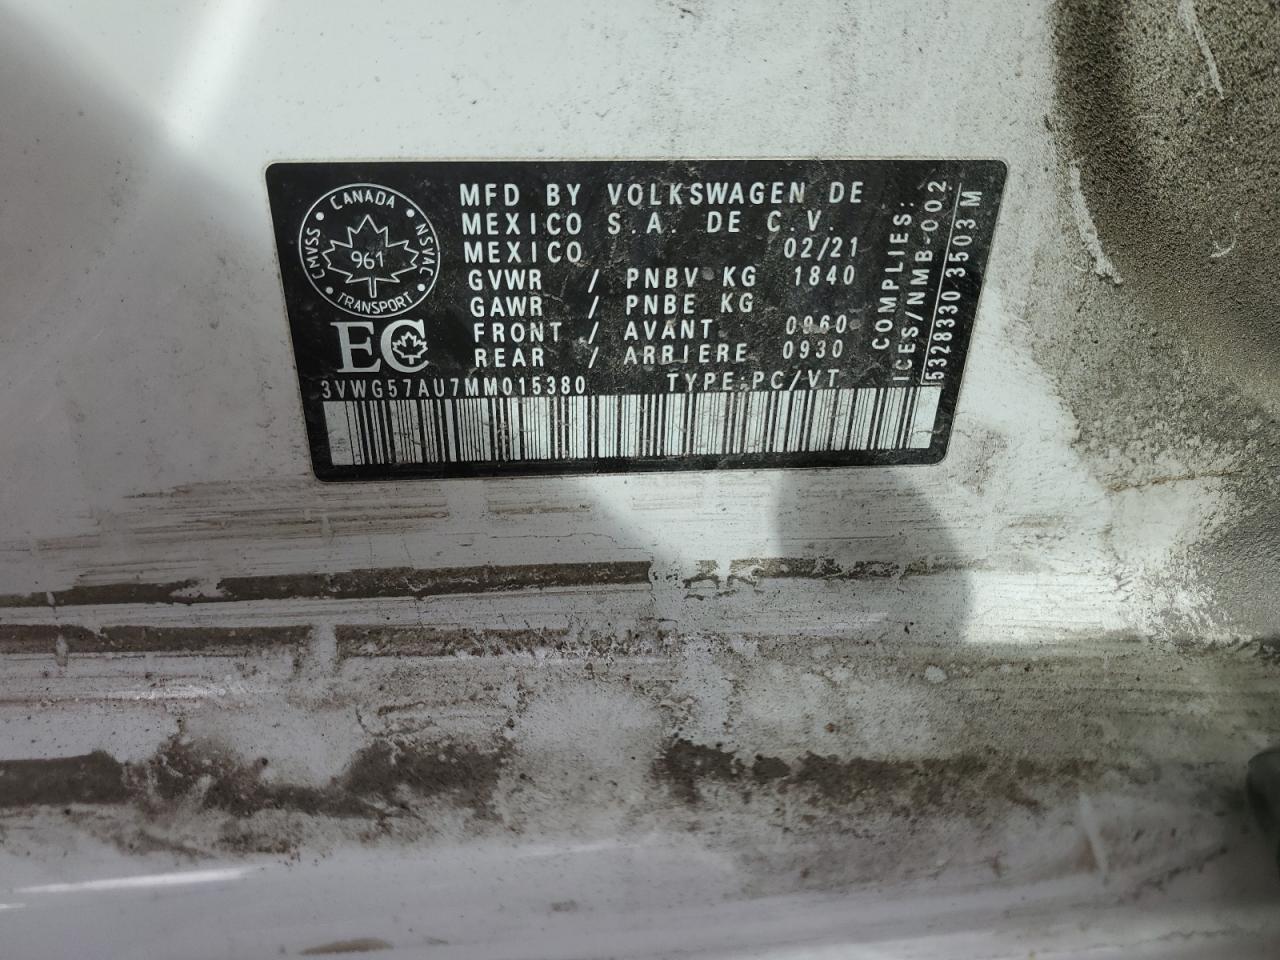 CANADA
CMVSS
961
NSVAC
TRANSPORT
EC
MFD BY VOLKSWAGEN DE
MEXICO S.A. DE C.V.
MEXICO 02/21
GVWR / PNBV KG 1840
GAWR / PNBE KG
FRONT / AVANT 0960
REAR / ARRIERE 0930
3VWG57AU7MM015380 TYPE:PC/VT
COMPLIES:
ICES/NMB-002
5328330 3503 M